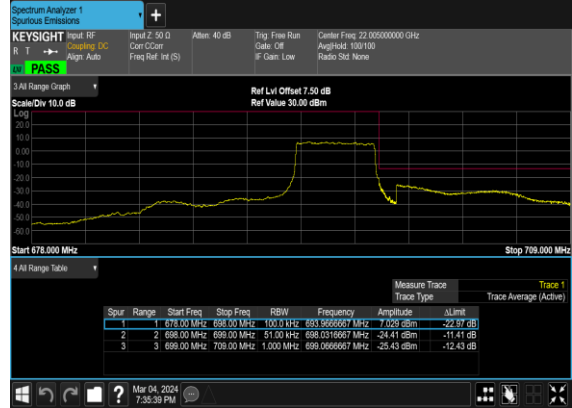 Spectrum Analyzer 1
Spurious Emissions
+
KEYSIGHT Input: RF Input Z: 50 Ω Atten: 40 dB Trig: Free Run Center Freq: 22.005000000 GHz
R T Coupling: DC Corr CCorr Gate: Off Avg|Hold: 100/100
Align: Auto Freq Ref: Int (S) IF Gain: Low Radio Std: None
PASS
3 All Range Graph
Ref Lvl Offset 7.50 dB
Scale/Div 10.0 dB Ref Value 30.00 dBm
Log
20.0
10.0
0.00
-10.0
-20.0
-30.0
-40.0
-50.0
-60.0
Start 678.000 MHz Stop 709.000 MHz
4 All Range Table
Measure Trace Trace 1
Trace Type Trace Average (Active)
Spur Range Start Freq Stop Freq RBW Frequency Amplitude ΔLimit
1 1 678.00 MHz 698.00 MHz 100.0 kHz 693.9666667 MHz 7.029 dBm -22.97 dB
2 2 698.00 MHz 699.00 MHz 51.00 kHz 698.0316667 MHz -24.41 dBm -11.41 dB
3 3 699.00 MHz 709.00 MHz 1.000 MHz 699.0666667 MHz -25.43 dBm -12.43 dB
? Mar 04, 2024
7:35:39 PM